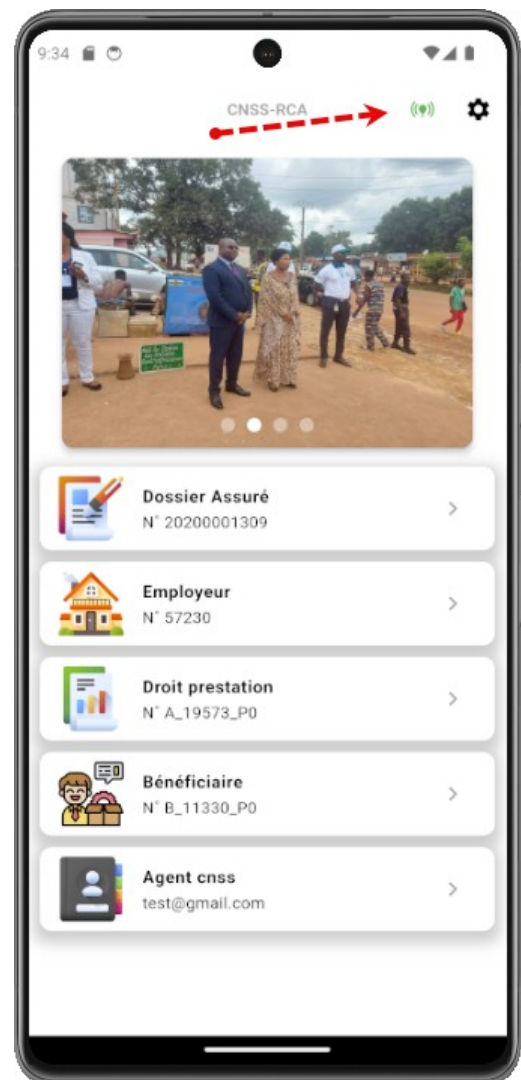 9:34
CNSS-RCA
Dossier Assuré
N° 20200001309
Employeur
N° 57230
Droit prestation
N° A_19573_P0
Bénéficiaire
N° B_11330_P0
Agent cnss
test@gmail.com